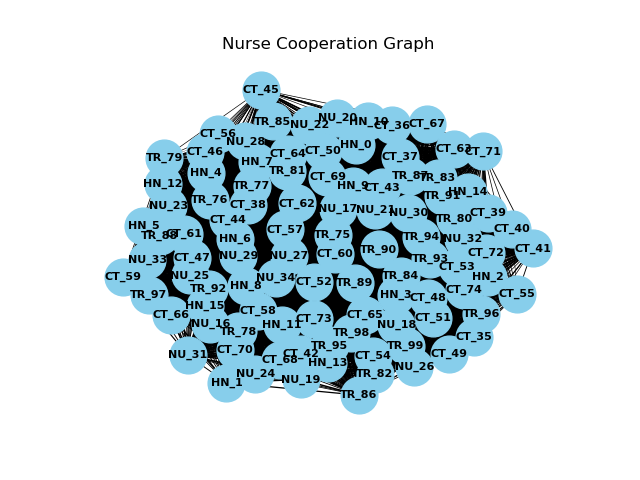 Nurse Cooperation Graph
CT_45
TR_85
NU_22
NU_20
HN_10
CT_36
CT_67
CT_56
NU_28
CT_46
CT_64
CT_50
HN_0
CT_37
CT_63
CT_71
TR_79
HN_7
HN_4
TR_81
CT_69
HN_9
CT_43
TR_87
TR_83
HN_12
TR_77
TR_91
HN_14
TR_76
CT_38
NU_23
CT_62
NU_17
NU_21
NU_30
CT_39
CT_44
TR_80
HN_5
TR_88
CT_61
HN_6
CT_57
TR_75
TR_94
NU_32
CT_40
CT_41
NU_33
CT_47
NU_29
NU_27
CT_60
TR_90
TR_93
CT_53
CT_72
CT_59
NU_25
NU_34
CT_52
TR_89
TR_84
HN_2
TR_97
TR_92
HN_8
HN_3
CT_48
CT_74
CT_55
CT_66
HN_15
CT_58
NU_16
HN_11
CT_73
CT_65
NU_18
CT_51
TR_96
TR_78
TR_98
CT_35
NU_31
CT_70
CT_68
CT_42
TR_95
HN_13
CT_54
TR_99
CT_49
HN_1
NU_24
NU_19
TR_82
NU_26
TR_86